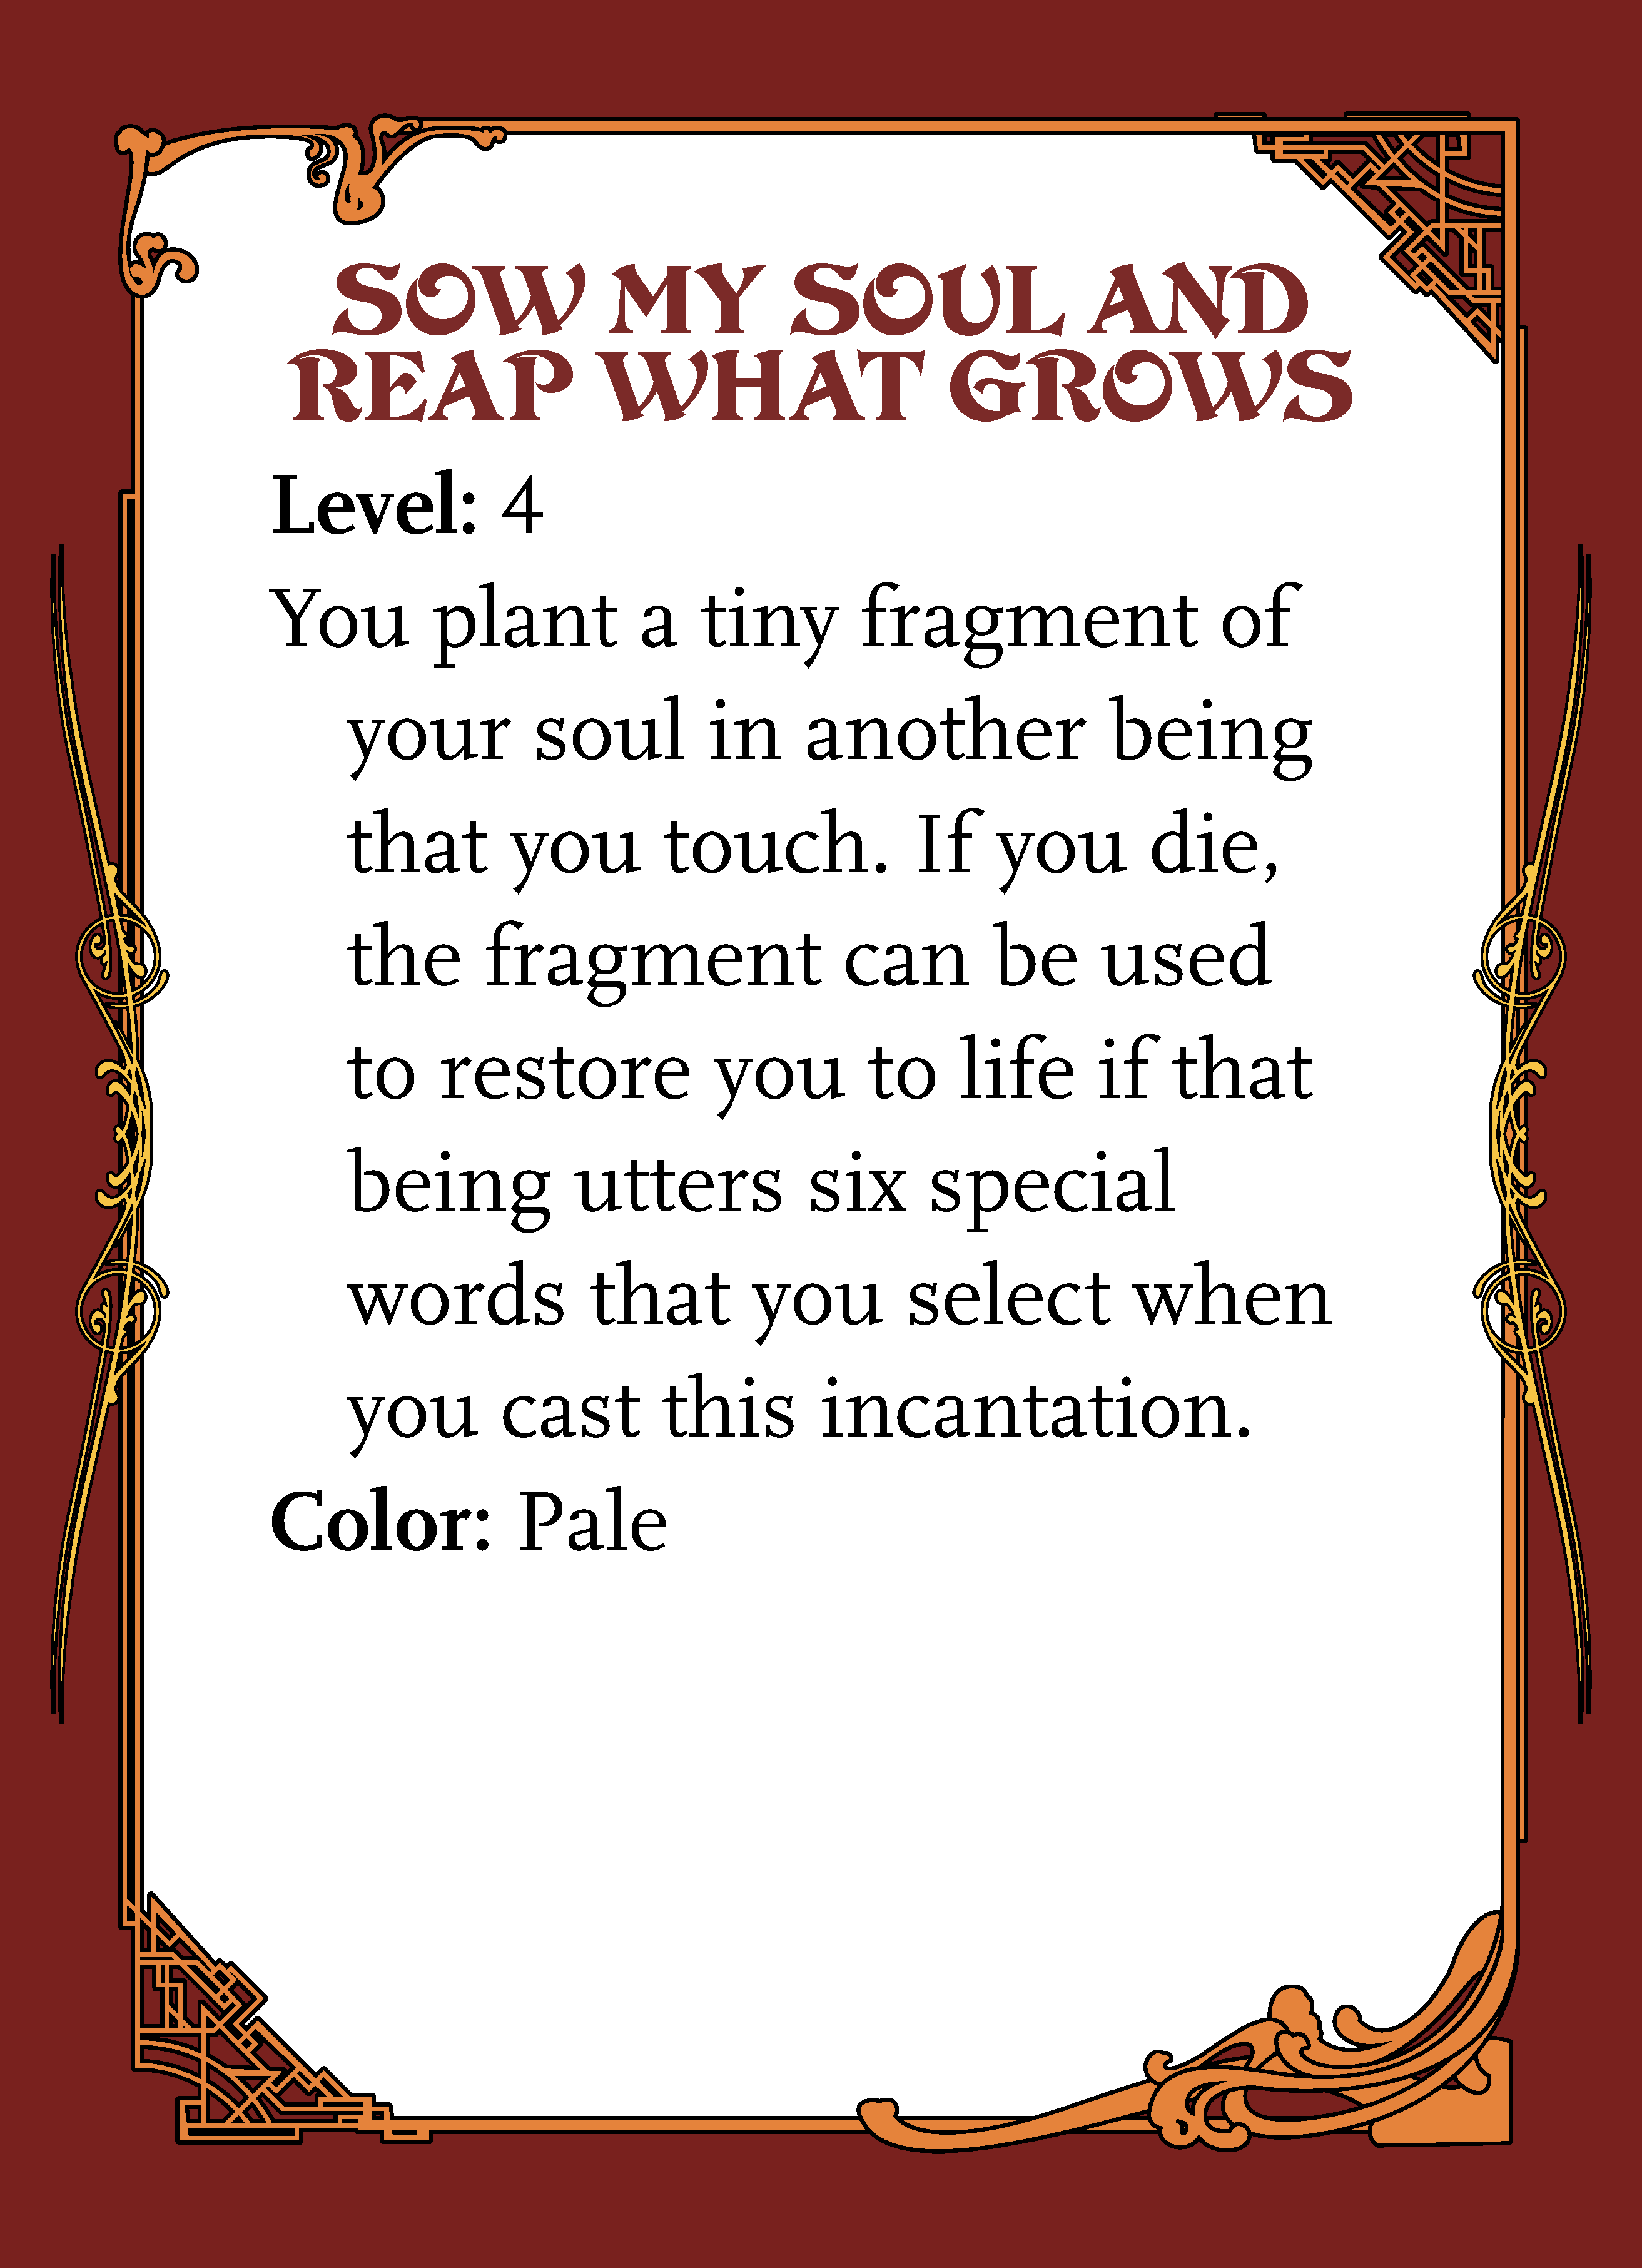 SOW MY SOUL AND
REAP WHAT GROWS
Level: 4
You plant a tiny fragment of
your soul in another being
that you touch. If you die,
the fragment can be used
to restore you to life if that
being utters six special
words that you select when
you cast this incantation.
Color: Pale